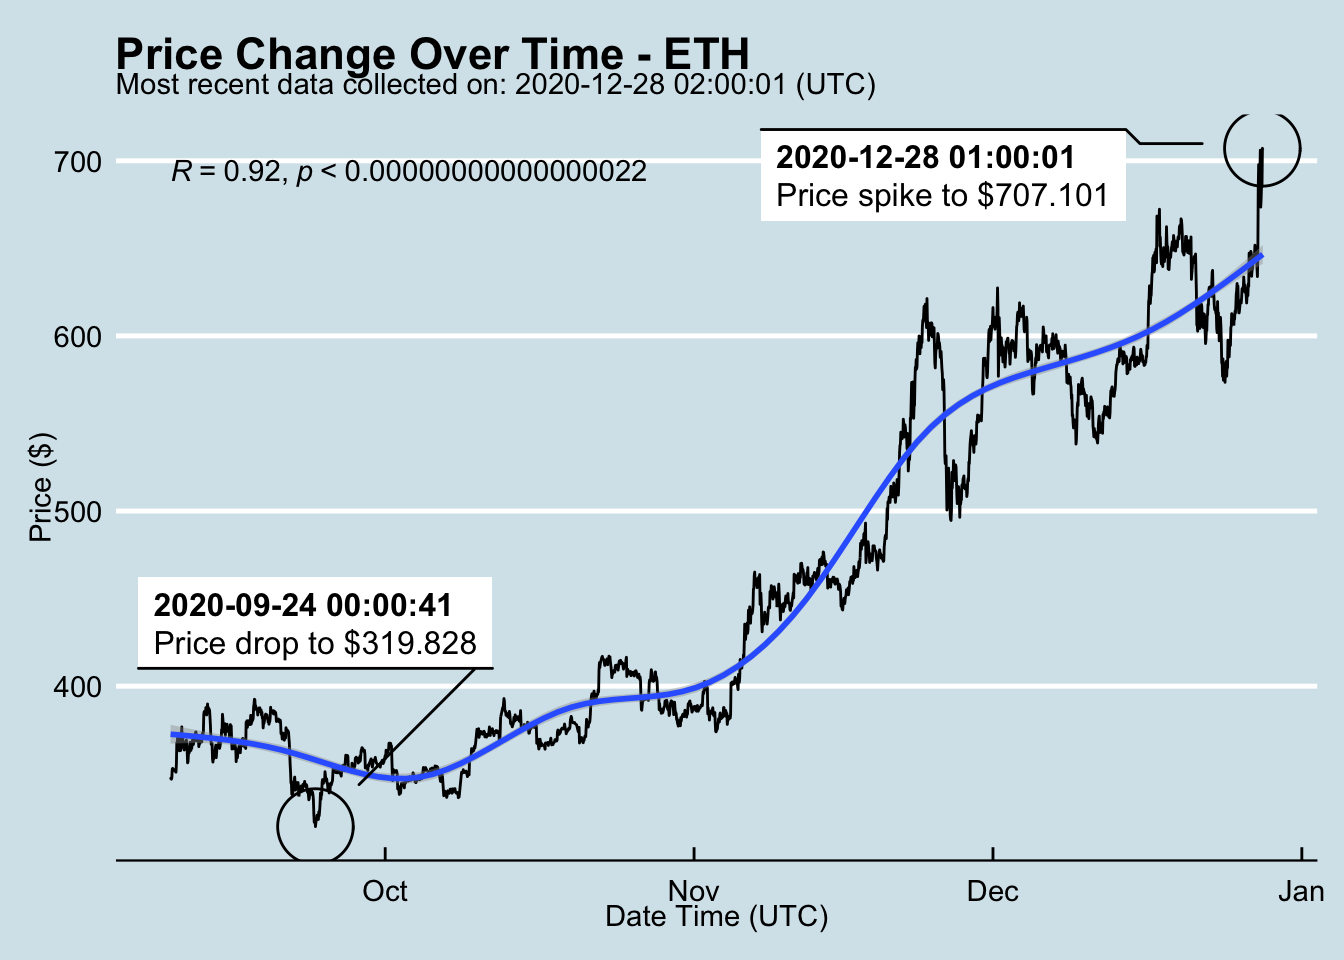 Price Change Over Time - ETH
Most recent data collected on: 2020-12-28 02:00:01 (UTC)
R = 0.92, p < 0.00000000000000022
2020-12-28 01:00:01
Price spike to $707.101
700
600
500
400
Price ($)
2020-09-24 00:00:41
Price drop to $319.828
Oct
Nov
Dec
Jan
Date Time (UTC)